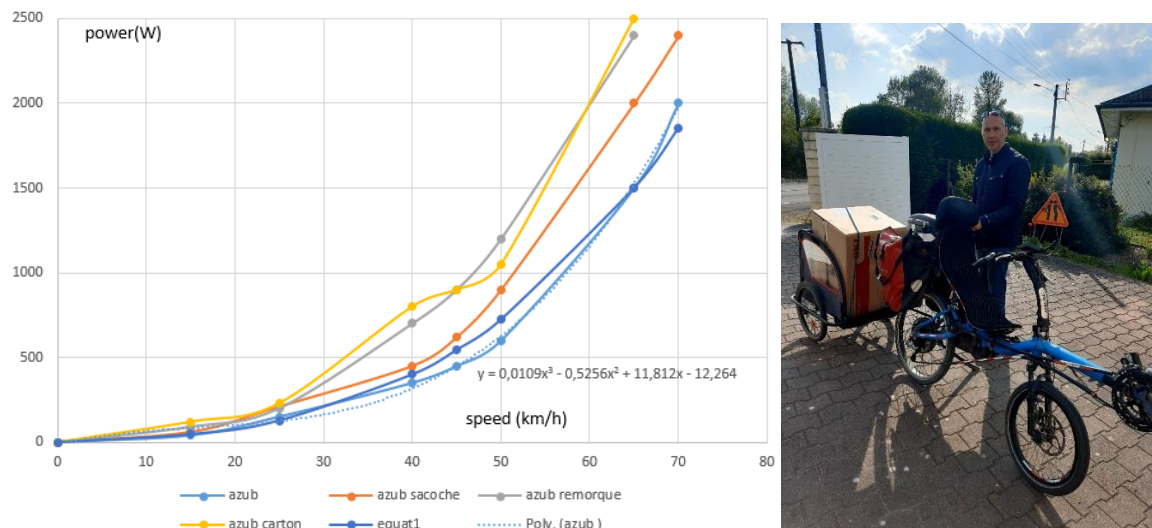 2500
power(W)
2000
1500
1000
500
y = 0,0109x³ - 0,5256x² + 11,812x - 12,264
speed (km/h)
0
0 10 20 30 40 50 60 70 80
azub azub sacoche azub remorque
azub carton equat1 Poly. (azub )